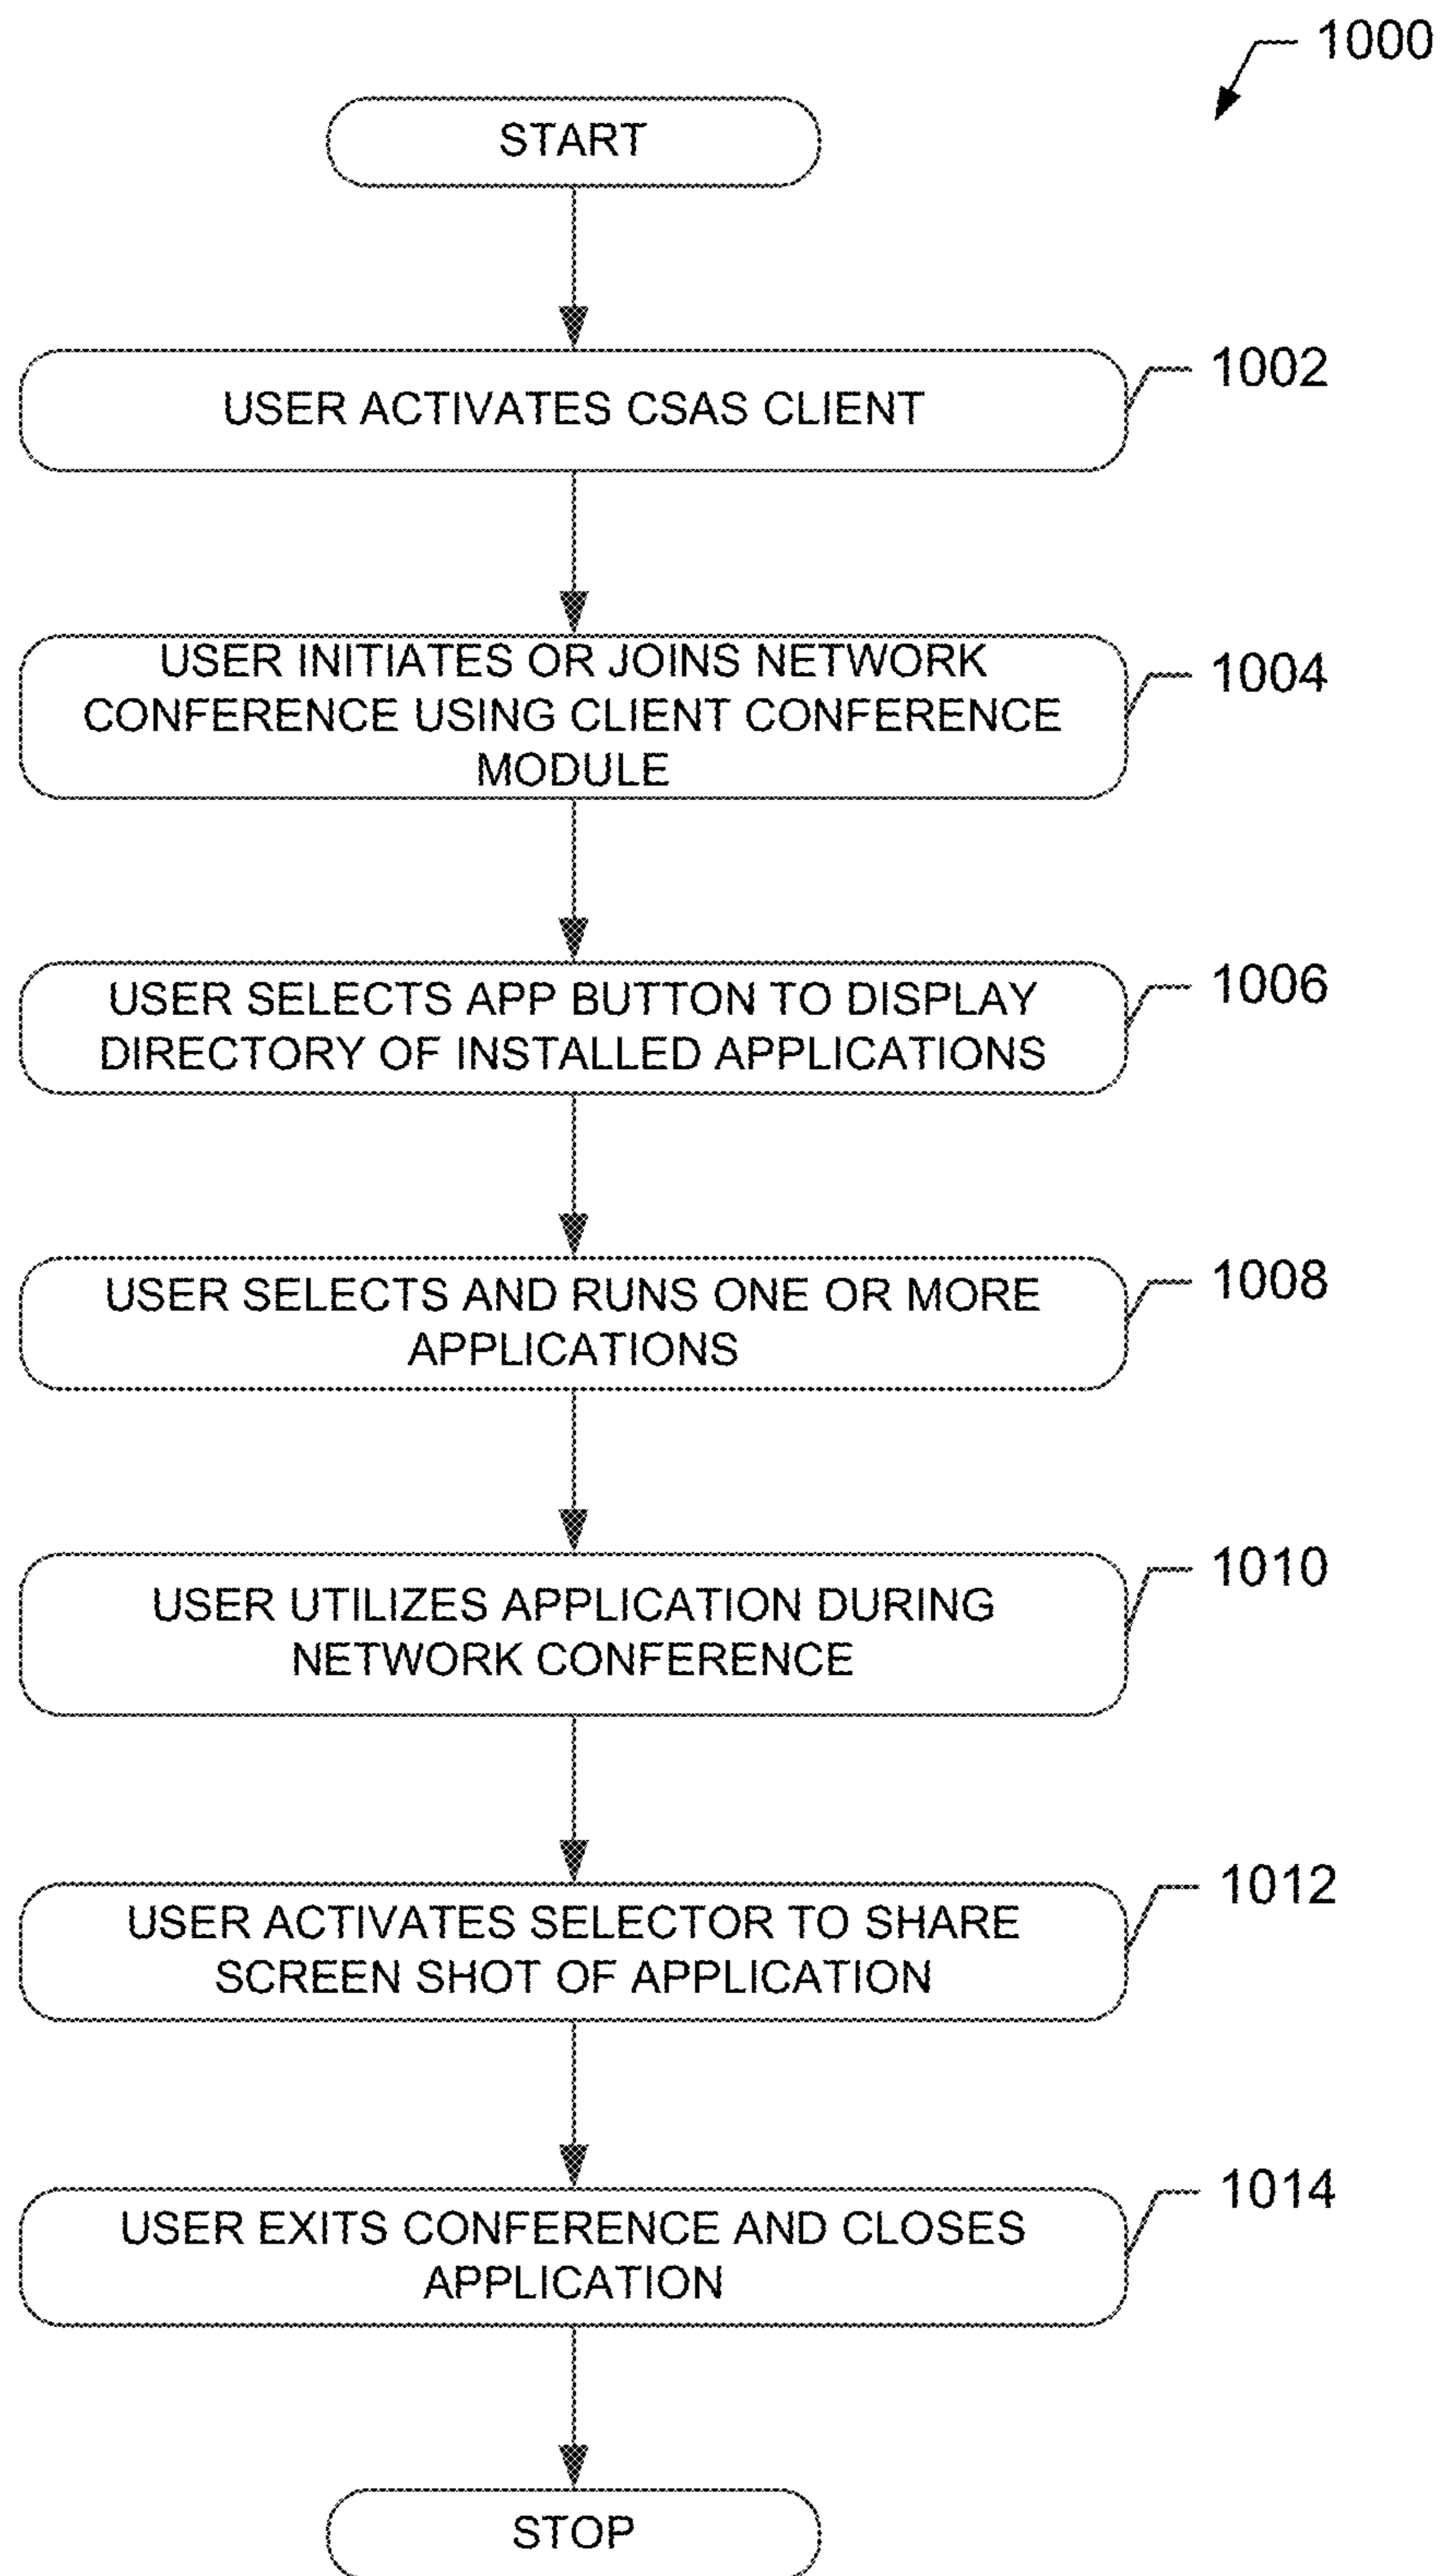 1000
START
USER ACTIVATES CSAS CLIENT
1002
USER INITIATES OR JOINS NETWORK
CONFERENCE USING CLIENT CONFERENCE
MODULE
1004
USER SELECTS APP BUTTON TO DISPLAY
DIRECTORY OF INSTALLED APPLICATIONS
1006
USER SELECTS AND RUNS ONE OR MORE
APPLICATIONS
1008
USER UTILIZES APPLICATION DURING
NETWORK CONFERENCE
1010
USER ACTIVATES SELECTOR TO SHARE
SCREEN SHOT OF APPLICATION
1012
USER EXITS CONFERENCE AND CLOSES
APPLICATION
1014
STOP